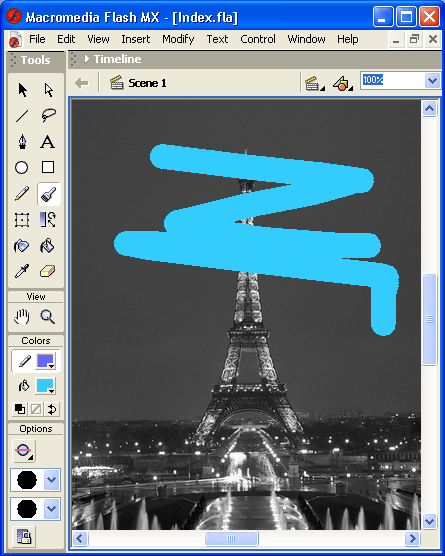 Macromedia Flash MX - [Index.fla]
File Edit View Insert Modify Text Control Window Help
Tools
Timeline
Scene 1
100%
A
View
Colors
Options